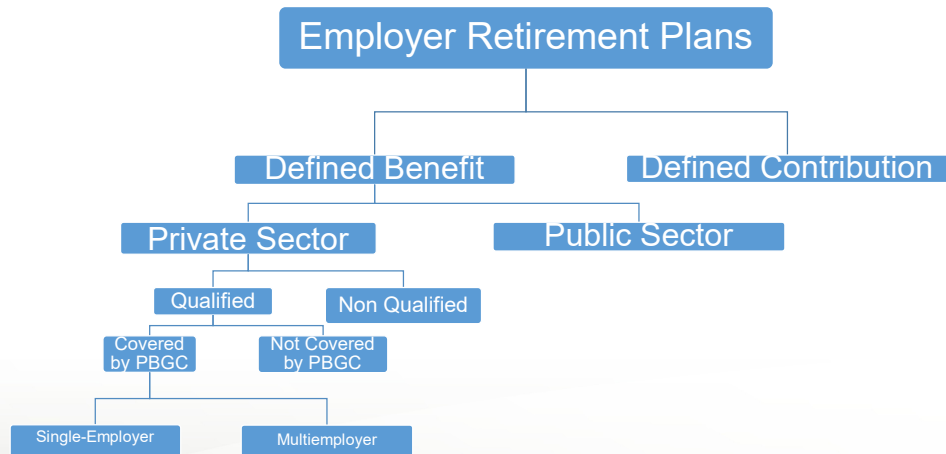 Employer Retirement Plans
Defined Benefit
Defined Contribution
Private Sector
Public Sector
Qualified
Non Qualified
Covered
by PBGC
Not Covered
by PBGC
Single-Employer
Multiemployer